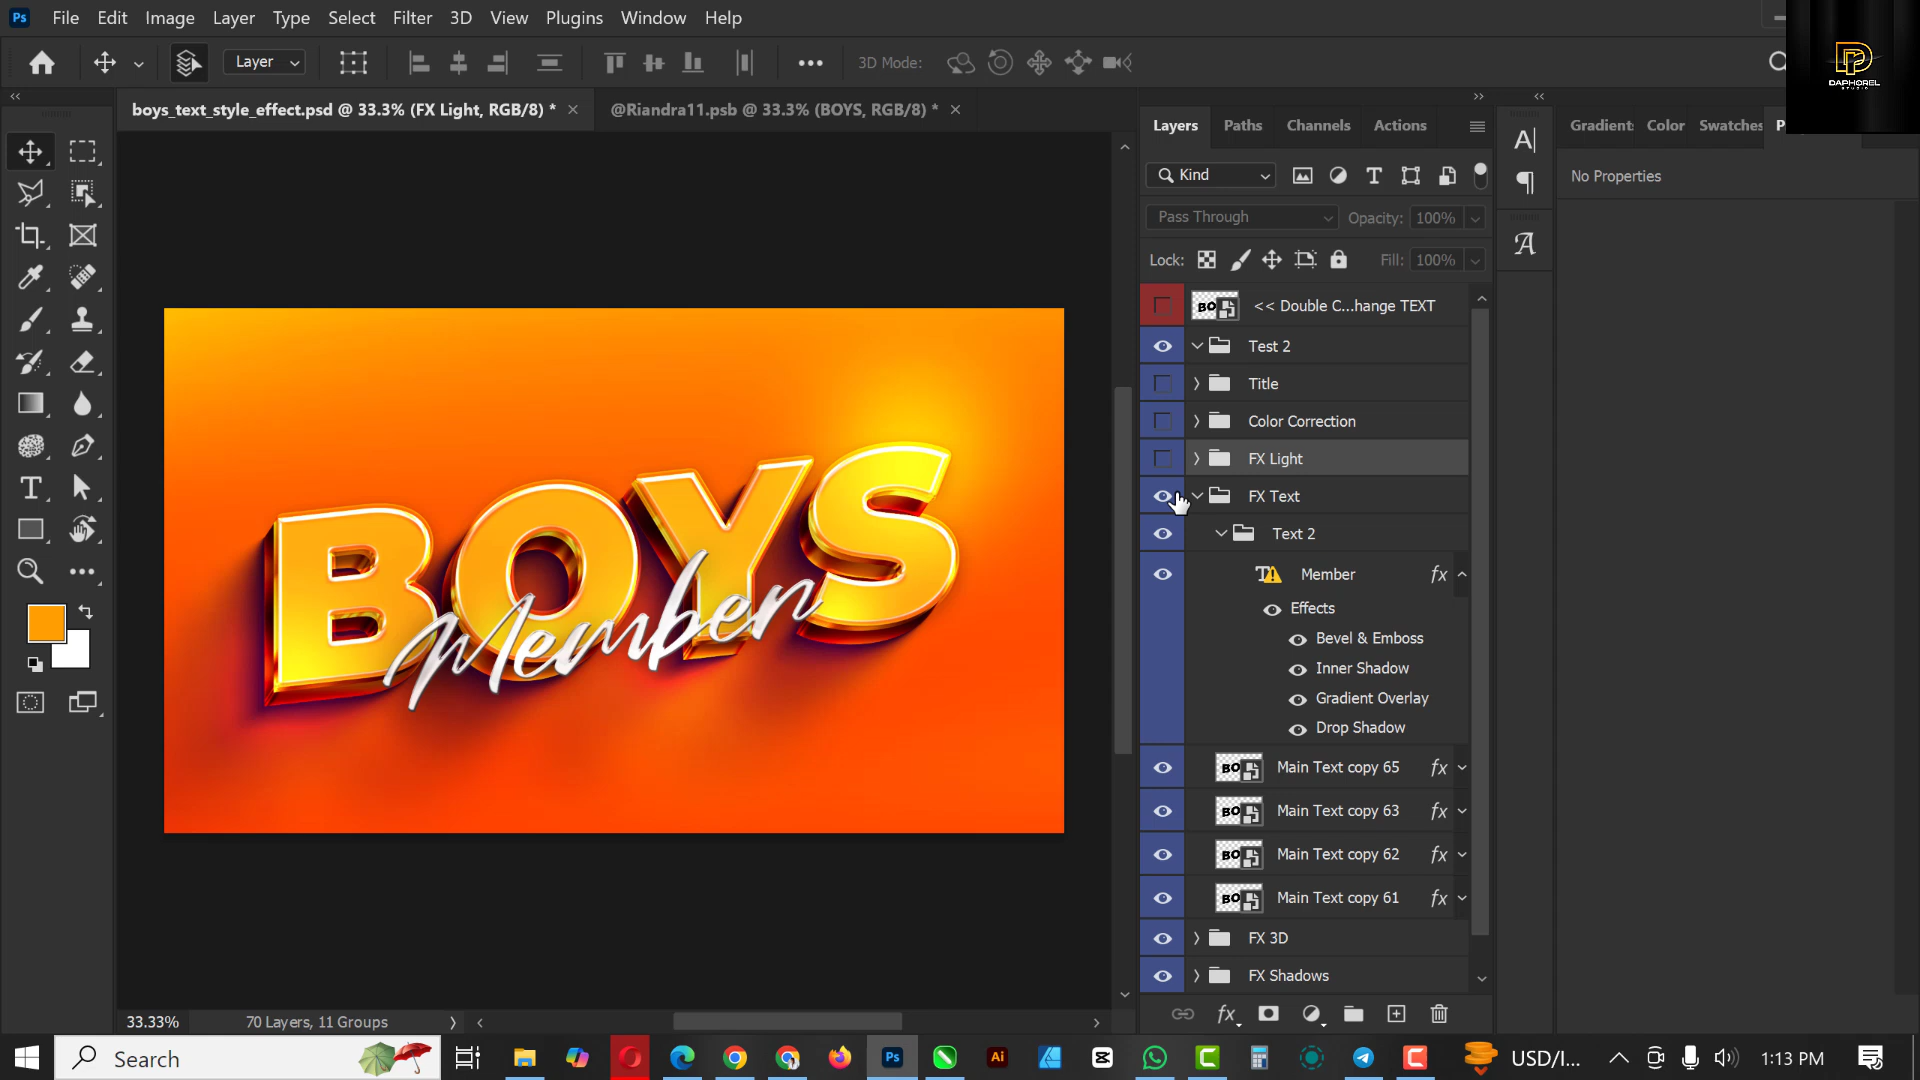 Ps File Edit Image Layer Type Select Filter 3D View Plugins Window Help
Layer 3D Mode:
DAPHOREL
STUDIO
boys_text_style_effect.psd @ 33.3% (FX Light, RGB/8) *
@Riandra11.psb @ 33.3% (BOYS, RGB/8) *
Layers Paths Channels Actions
Gradient: Color Swatches P
Kind
No Properties
Pass Through Opacity: 100%
Lock: Fill: 100%
<< Double C...hange TEXT
Test 2
Title
Color Correction
FX Light
FX Text
Text 2
Member fx
Effects
Bevel & Emboss
Inner Shadow
Gradient Overlay
Drop Shadow
Main Text copy 65 fx
Main Text copy 63 fx
Main Text copy 62 fx
Main Text copy 61 fx
FX 3D
FX Shadows
BOYS
Member
33.33% 70 Layers, 11 Groups
Search
Ps Ai
USD/I...
1:13 PM